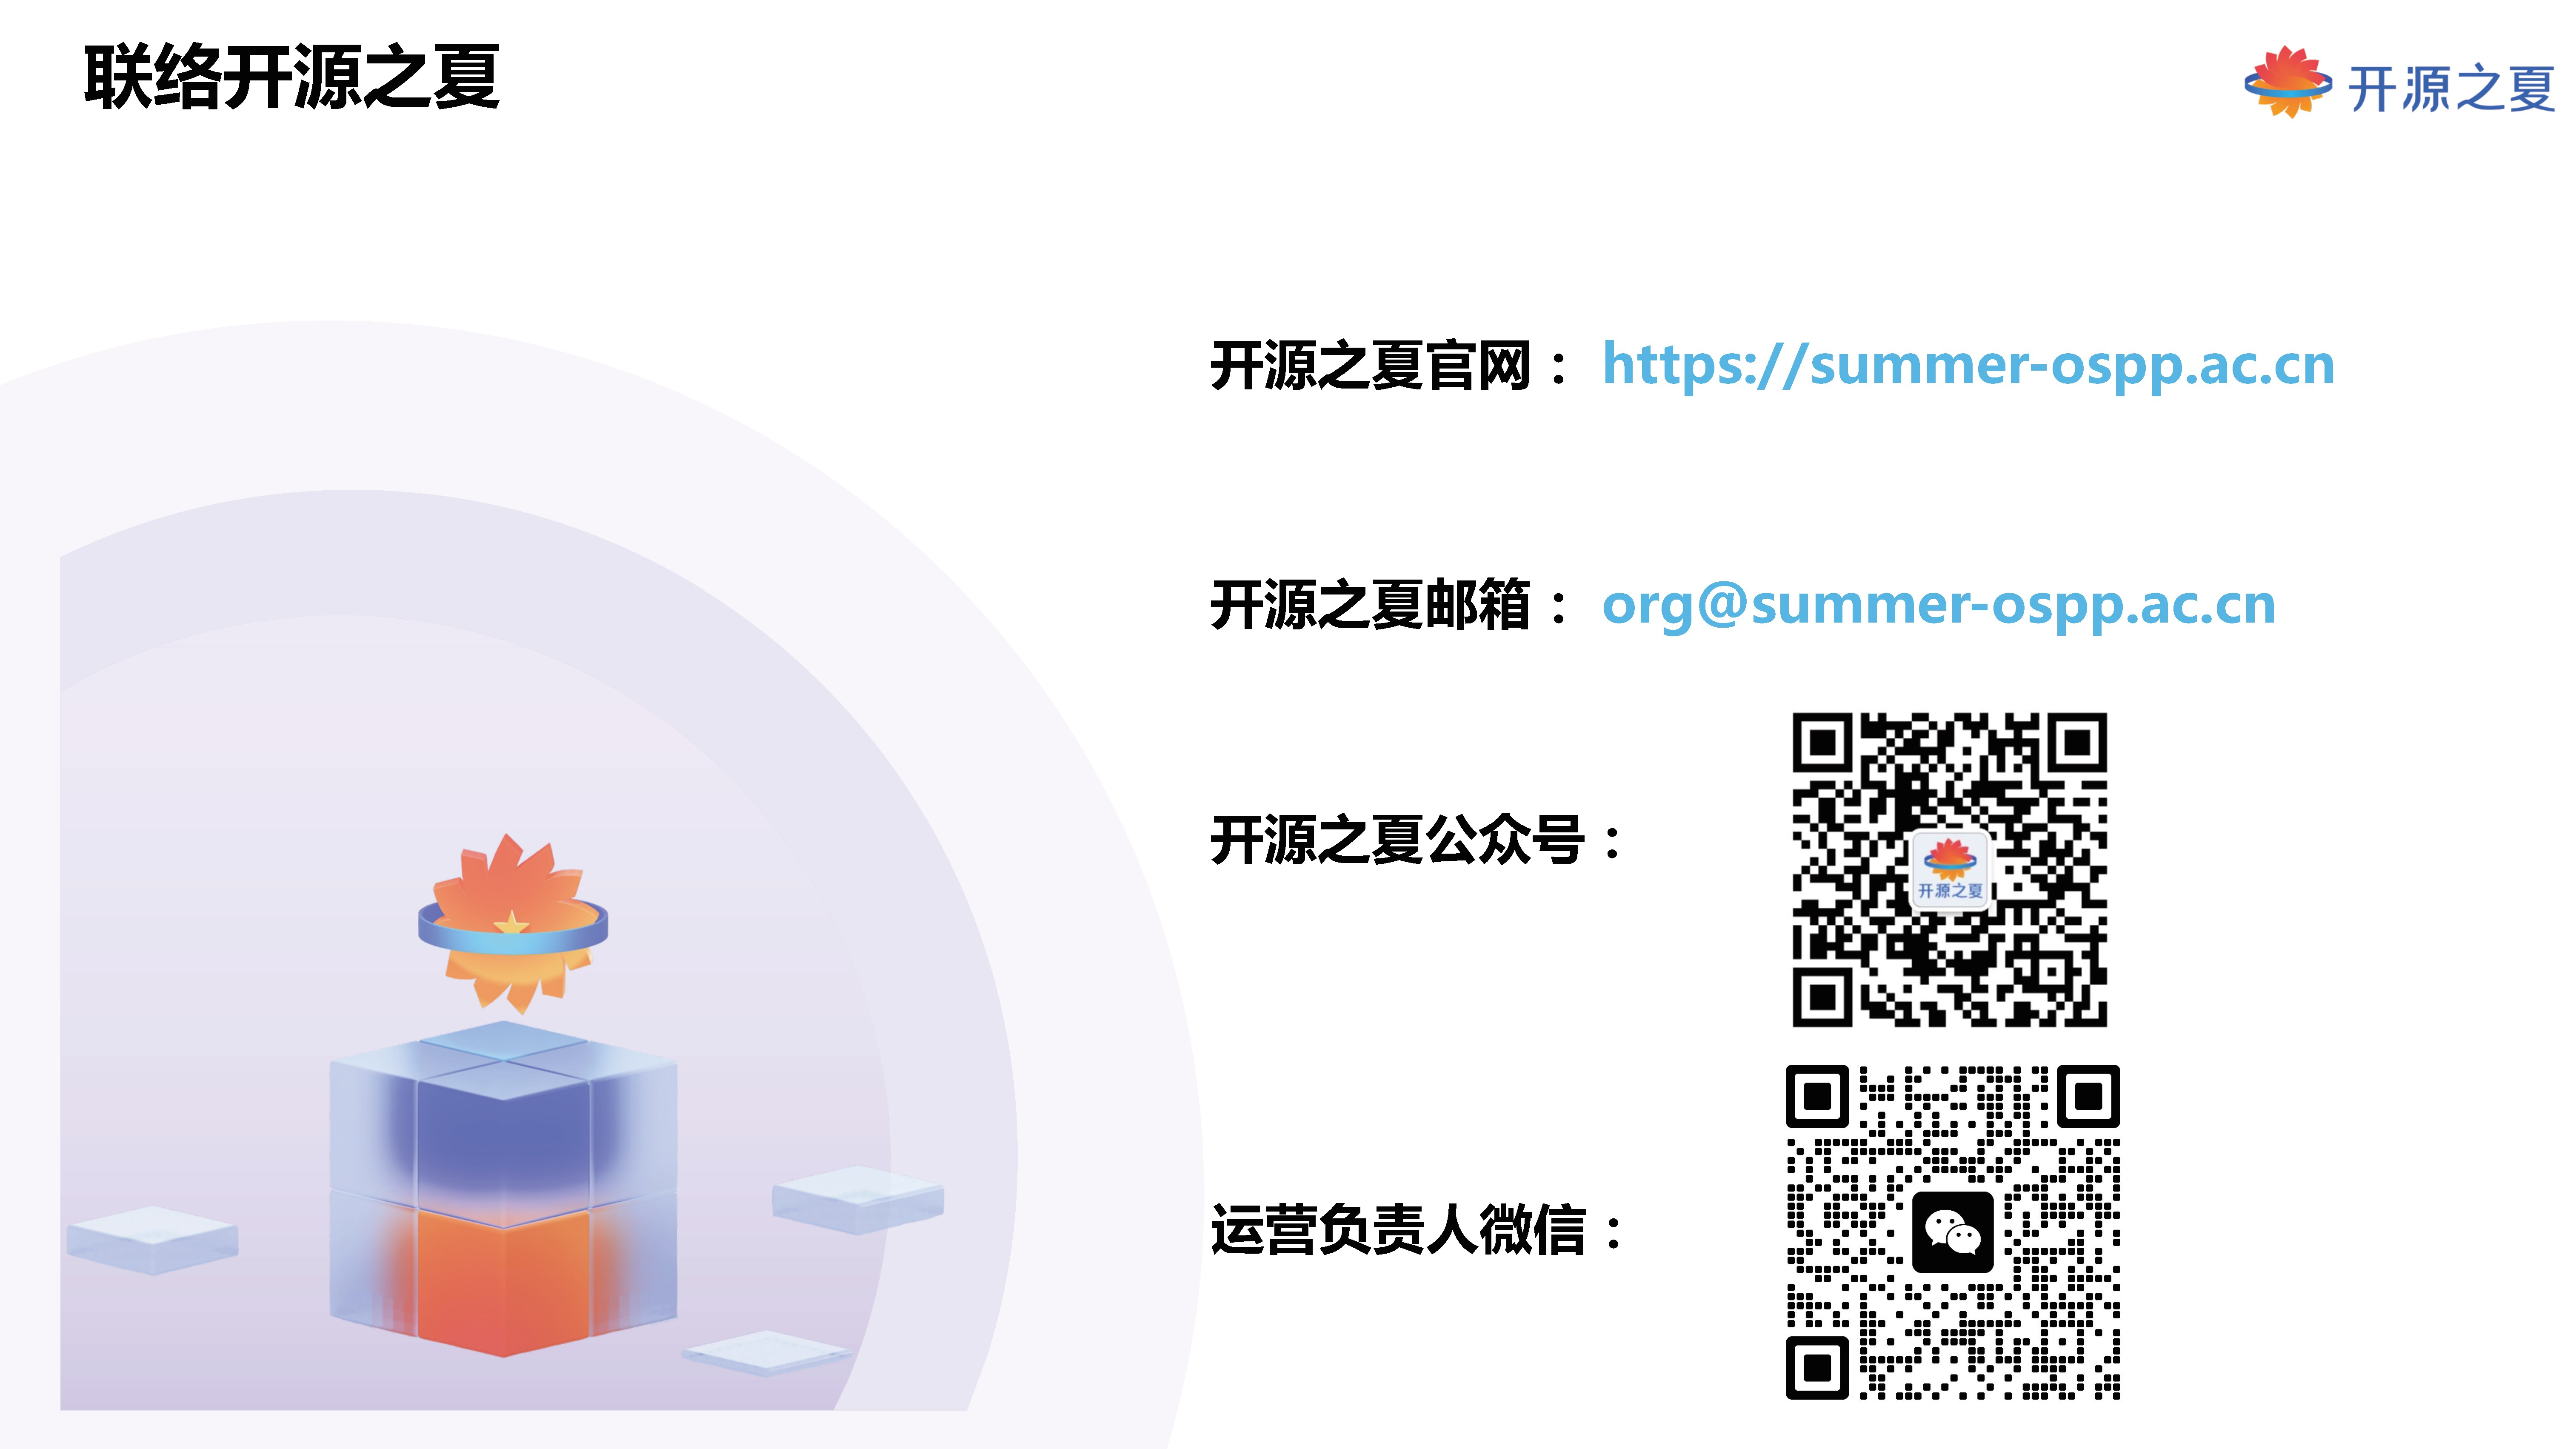 联络开源之夏
开源之夏
开源之夏官网： https://summer-ospp.ac.cn
开源之夏邮箱： org@summer-ospp.ac.cn
开源之夏公众号：
开源之夏
运营负责人微信：